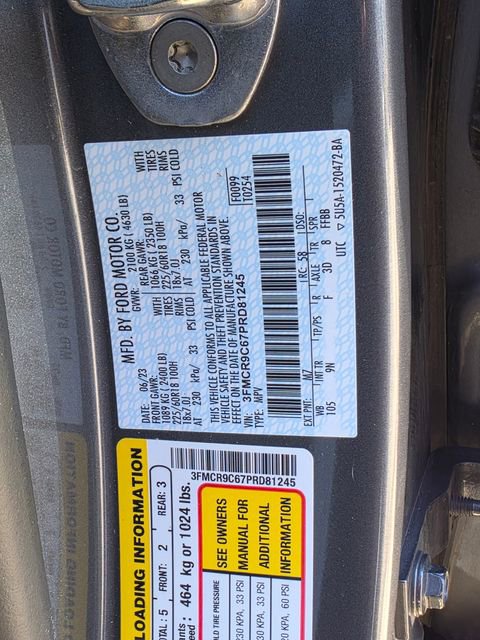 MFD. BY FORD MOTOR CO.
DATE: 06/23 GVWR: 2100 KG (4630 LB)
FRONT GAWR: REAR GAWR: WITH
1089 KG (2400 LB) 1066 KG (2350 LB) TIRES
225/60R18 100H WITH TIRES 225/60R18 100H RIMS
18x7.0J RIMS 18x7.0J
AT 230 kPa/ 33 PSI COLD AT 230 kPa/ 33 PSI COLD
THIS VEHICLE CONFORMS TO ALL APPLICABLE FEDERAL MOTOR
VEHICLE SAFETY AND THEFT PREVENTION STANDARDS IN
EFFECT ON THE DATE OF MANUFACTURE SHOWN ABOVE.
VIN: 3FMCR9C67PRD81245 F0099
TYPE: MPV T0254
EXT PNT: M7 RC: 58 DSO:
WB INT TR TP/PS R AXLE TR SPR
105 9N F 3D 8 FFBB
UTC ▽ 5U5A-1520472-BA
LOADING INFORMATION
TOTAL: 5 FRONT: 2 REAR: 3
464 kg or 1024 lbs.
3FMCR9C67PRD81245
COLD TIRE PRESSURE
230 KPA, 33 PSI
230 KPA, 33 PSI
420 KPA, 60 PSI
SEE OWNERS
MANUAL FOR
ADDITIONAL
INFORMATION